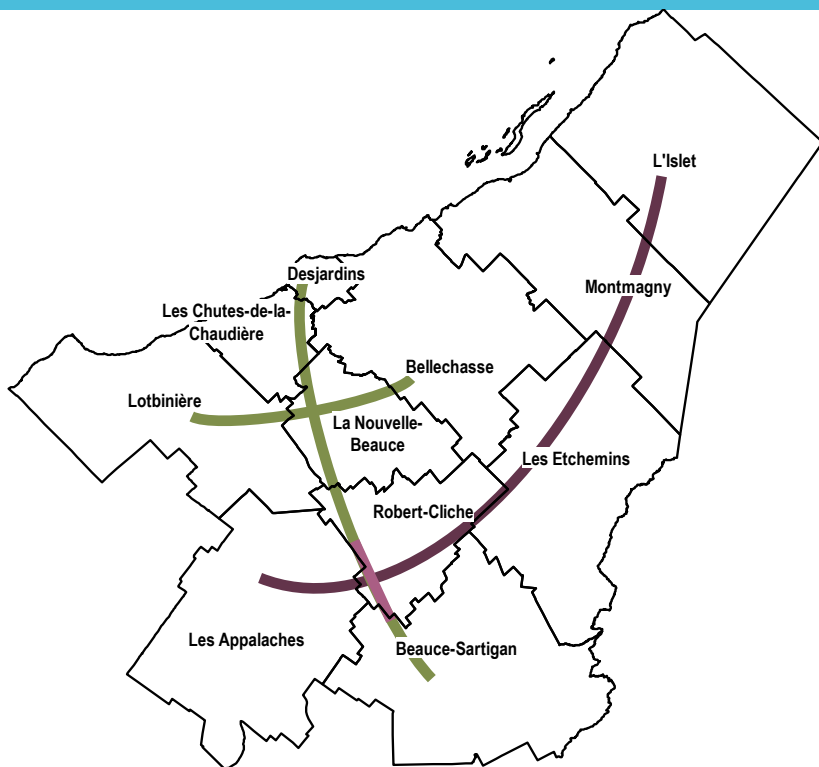 L'Islet
Desjardins
Montmagny
Les Chutes-de-la-
Chaudière
Bellechasse
Lotbinière
La Nouvelle-
Beauce
Les Etchemins
Robert-Cliche
Les Appalaches
Beauce-Sartigan